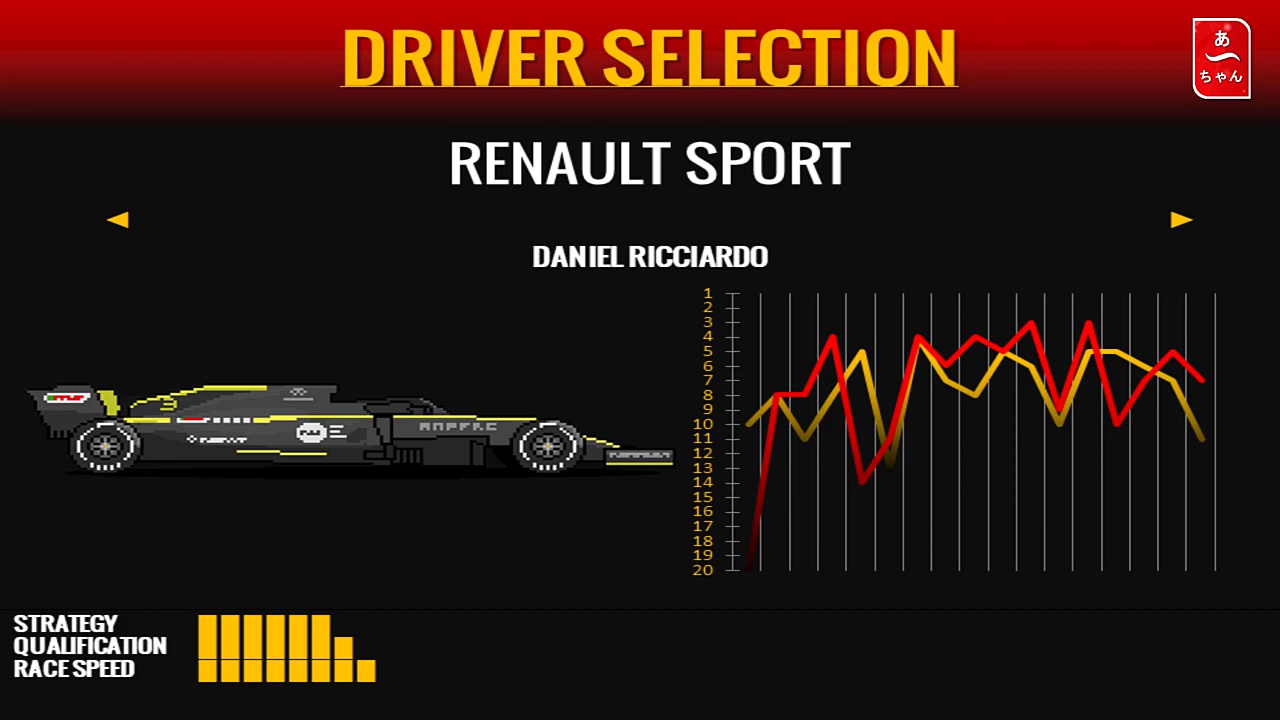 DRIVER SELECTION
あ
ー
ちゃん
RENAULT SPORT
DANIEL RICCIARDO
1
2
3
4
5
6
7
8
9
10
11
12
13
14
15
16
17
18
19
20
STRATEGY
QUALIFICATION
RACE SPEED